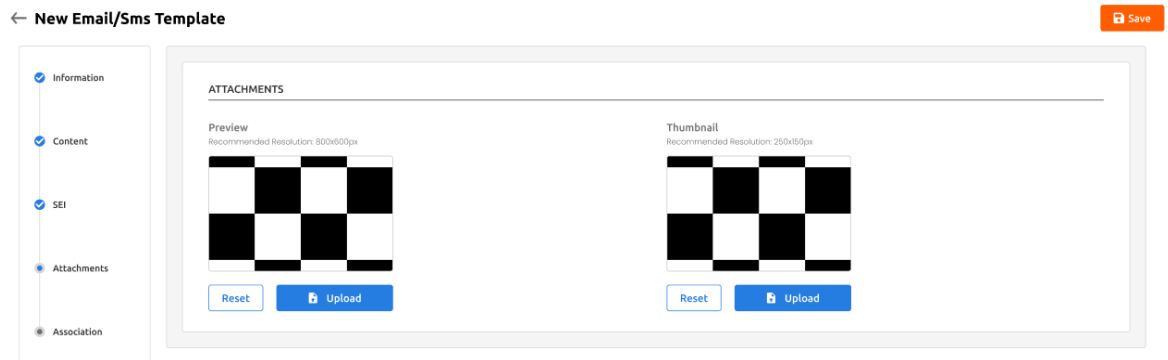 New Email/Sms Template
Save
Information
Content
SEI
Attachments
Association
ATTACHMENTS
Preview
Recommended Resolution: 800x600px
Reset
Upload
Thumbnail
Recommended Resolution: 250x150px
Reset
Upload